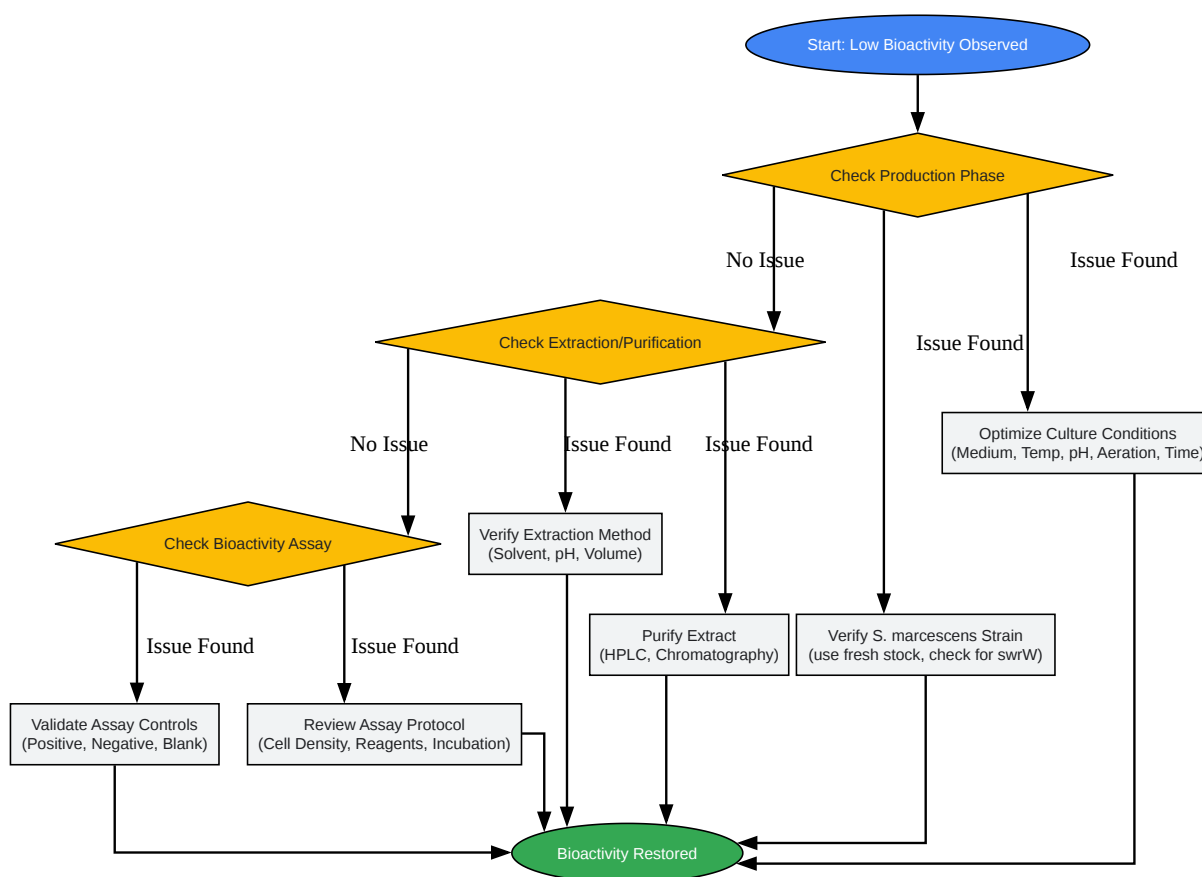 Start: Low Bioactivity Observed
Check Production Phase
No Issue
Issue Found
Check Extraction/Purification
Issue Found
Optimize Culture Conditions
(Medium, Temp, pH, Aeration, Time)
No Issue
Issue Found
Issue Found
Check Bioactivity Assay
Verify Extraction Method
(Solvent, pH, Volume)
Issue Found
Issue Found
Purify Extract
(HPLC, Chromatography)
Verify S. marcescens Strain
(use fresh stock, check for swrW)
Validate Assay Controls
(Positive, Negative, Blank)
Review Assay Protocol
(Cell Density, Reagents, Incubation)
Bioactivity Restored